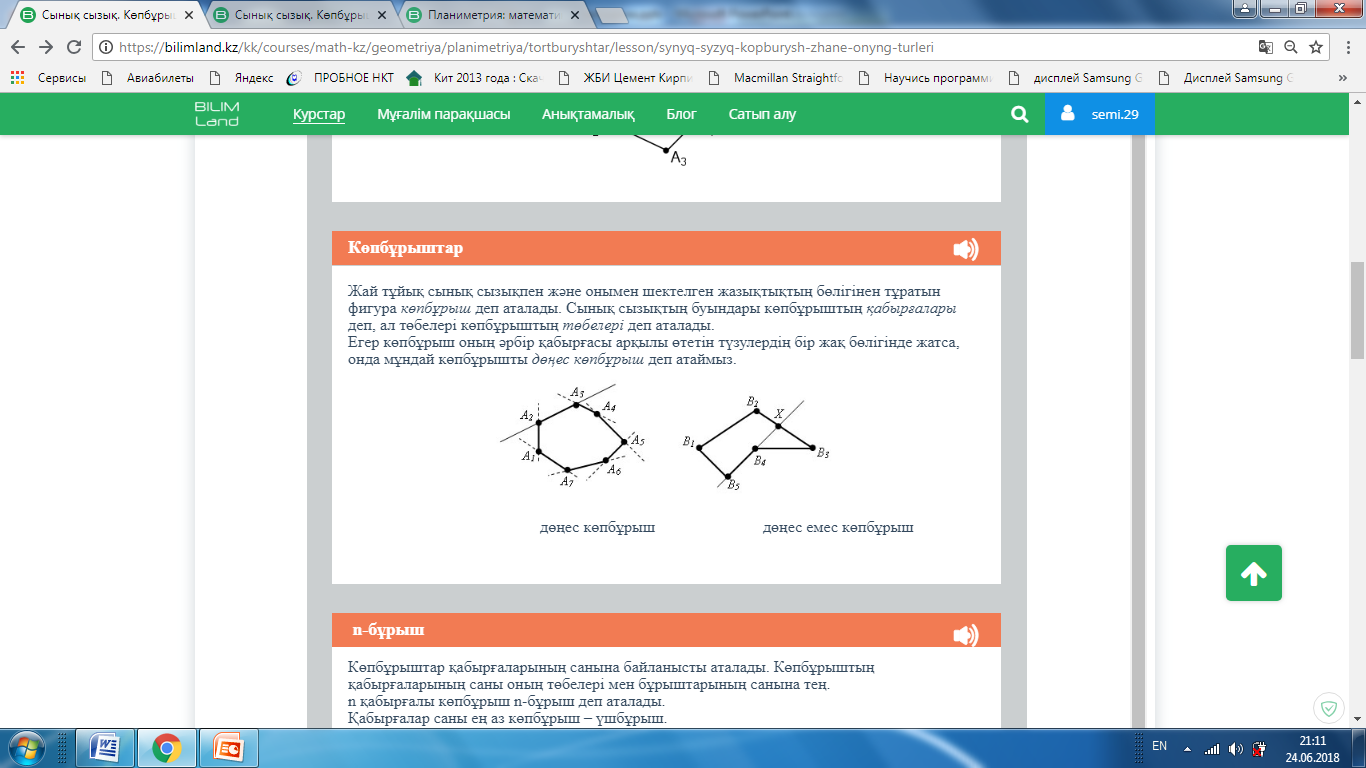 Сынық сызық. Көпбұры
Сынық сызық. Көпбұры
Планиметрия: математи
https://bilimland.kz/kk/courses/math-kz/geometriya/planimetriya/tortburyshtar/lesson/synyq-syzyq-kopburysh-zhane-onyng-turleri
Сервисы Авиабилеты Яндекс ПРОБНОЕ НКТ Кит 2013 года : Скач ЖБИ Цемент Кирпи Macmillan Straightfo Научись программи дисплей Samsung G Дисплей Samsung G »
BILIM Land
Курстар Мұғалім парақшасы Анықтамалық Блог Сатып алу semi.29
A3
Көпбұрыштар
Жай тұйық сынық сызықпен және онымен шектелген жазықтықтың бөлігінен тұратын
фигура көпбұрыш деп аталады. Сынық сызықтың буындары көпбұрыштың қабырғалары
деп, ал төбелері көпбұрыштың төбелері деп аталады.
Егер көпбұрыш оның әрбір қабырғасы арқылы өтетін түзулердің бір жақ бөлігінде жатса,
онда мұндай көпбұрышты дөңес көпбұрыш деп атаймыз.
A3
A4
A2
A5
A1
A6
A7
B2
X
B1
B4
B3
B5
дөңес көпбұрыш дөңес емес көпбұрыш
n-бұрыш
Көпбұрыштар қабырғаларының санына байланысты аталады. Көпбұрыштың
қабырғаларының саны оның төбелері мен бұрыштарының санына тең.
n қабырғалы көпбұрыш n-бұрыш деп аталады.
Қабырғалар саны ең аз көпбұрыш – үшбұрыш.
EN
21:11
24.06.2018